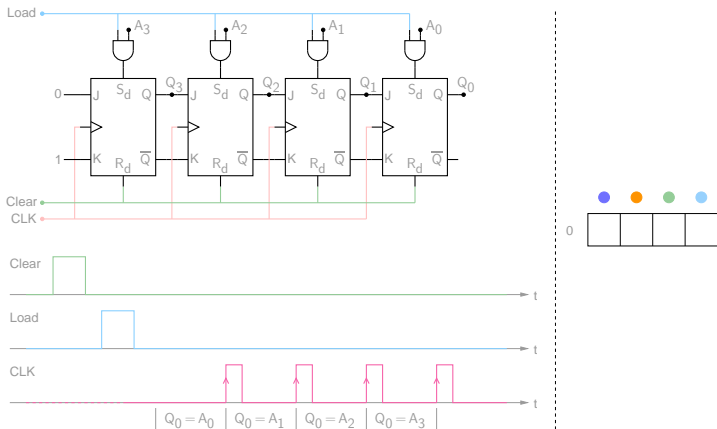 Load
A3 A2 A1 A0
Sd Sd Sd Sd
0 J Q Q3 J Q Q2 J Q Q1 J Q Q0
1 K Q̅ K Q̅ K Q̅ K Q̅
Rd Rd Rd Rd
Clear
CLK
0
Clear
t
Load
t
CLK
t
Q0 = A0 Q0 = A1 Q0 = A2 Q0 = A3